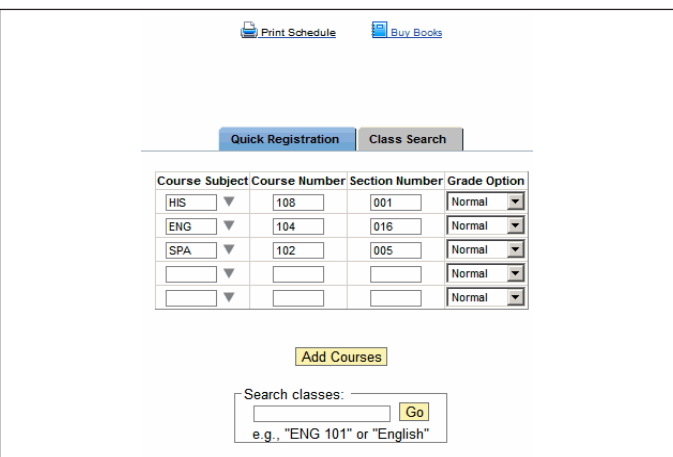 Print Schedule Buy Books
Quick Registration Class Search
Course Subject Course Number Section Number Grade Option
HIS 108 001 Normal
ENG 104 016 Normal
SPA 102 005 Normal
Normal
Normal
Add Courses
Search classes:
Go
e.g., "ENG 101" or "English"